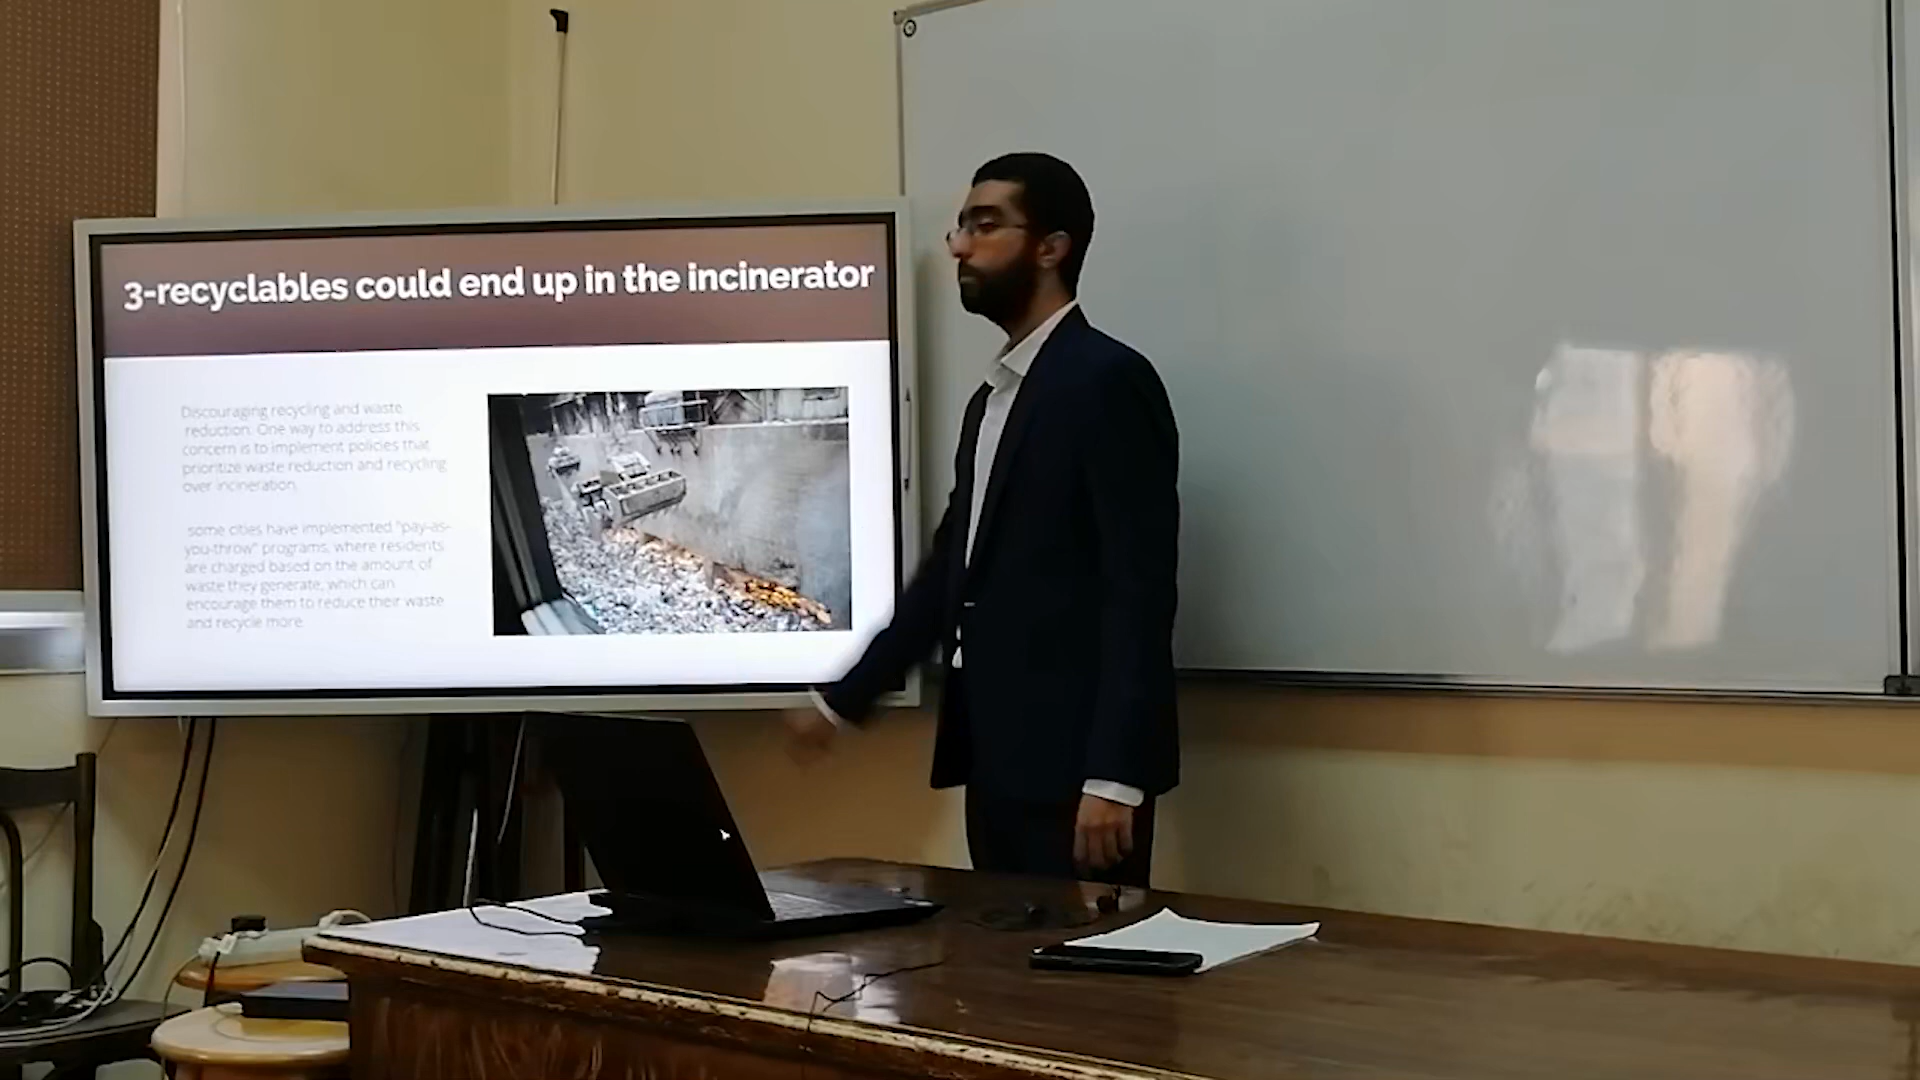 3-recyclables could end up in the incinerator
Discouraging recycling and waste
reduction: One way to address this
concern is to implement policies that
prioritize waste reduction and recycling
over incineration.
some cities have implemented "pay-as-
you-throw" programs, where residents
are charged based on the amount of
waste they generate, which can
encourage them to reduce their waste
and recycle more.